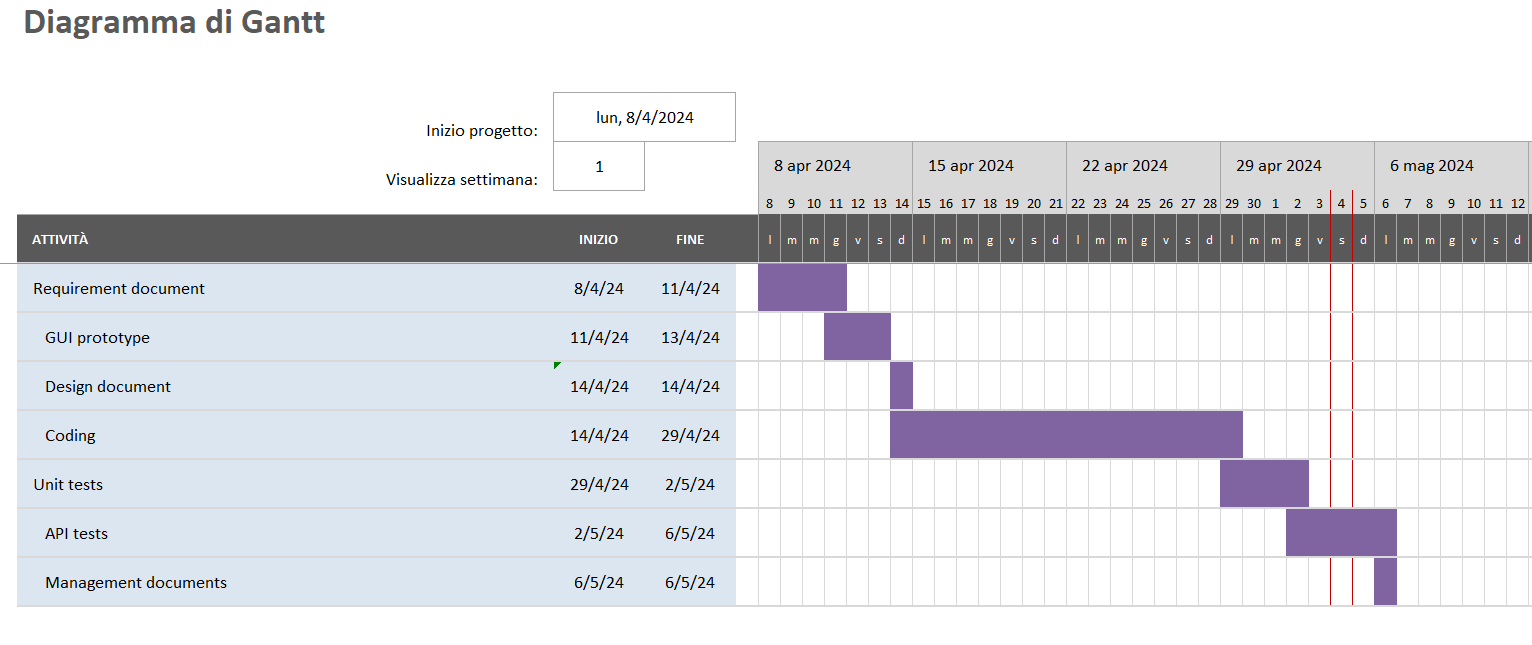 Diagramma di Gantt
Inizio progetto: lun, 8/4/2024
Visualizza settimana: 1
8 apr 2024 15 apr 2024 22 apr 2024 29 apr 2024 6 mag 2024
8 9 10 11 12 13 14 15 16 17 18 19 20 21 22 23 24 25 26 27 28 29 30 1 2 3 4 5 6 7 8 9 10 11 12
ATTIVITÀ INIZIO FINE l m m g v s d l m m g v s d l m m g v s d l m m g v s d l m m g v s d
Requirement document 8/4/24 11/4/24
GUI prototype 11/4/24 13/4/24
Design document 14/4/24 14/4/24
Coding 14/4/24 29/4/24
Unit tests 29/4/24 2/5/24
API tests 2/5/24 6/5/24
Management documents 6/5/24 6/5/24